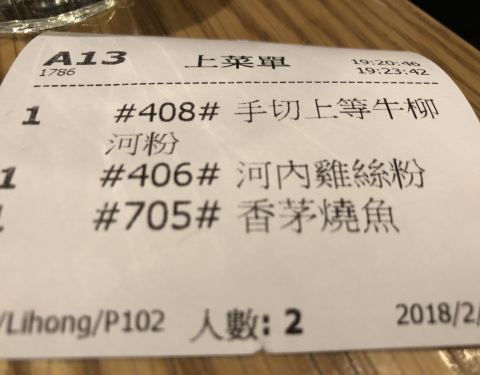 A13 上菜單 19:20:46
1786 19:23:42
1 #408# 手切上等牛柳
河粉
1 #406# 河內雞絲粉
1 #705# 香茅燒魚
/Lihong/P102 人數: 2 2018/2/